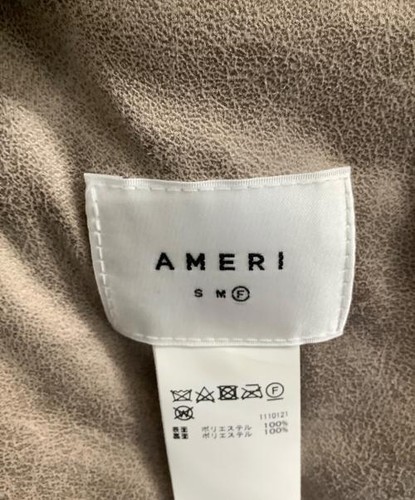 AMERI
S M Ⓕ
Ⓕ
Ⓦ
1110121
表地 ポリエステル 100%
裏地 ポリエステル 100%